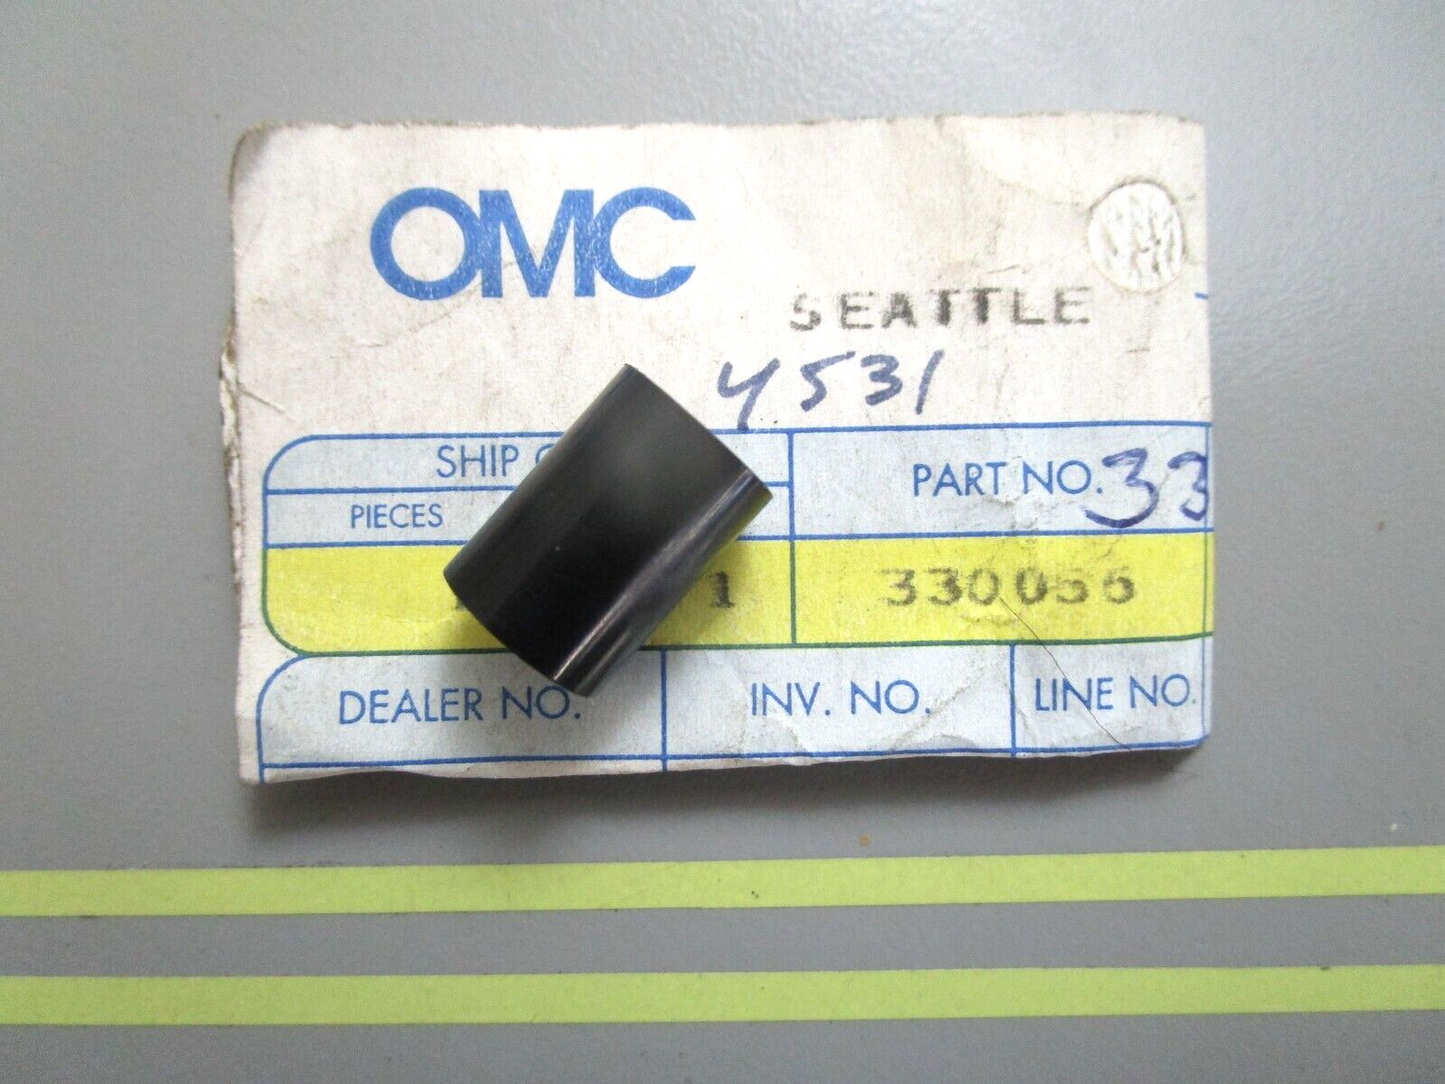 OMC
SEATTLE
4531
SHIP
PART NO. 33
PIECES
1 330056
DEALER NO. INV. NO. LINE NO.